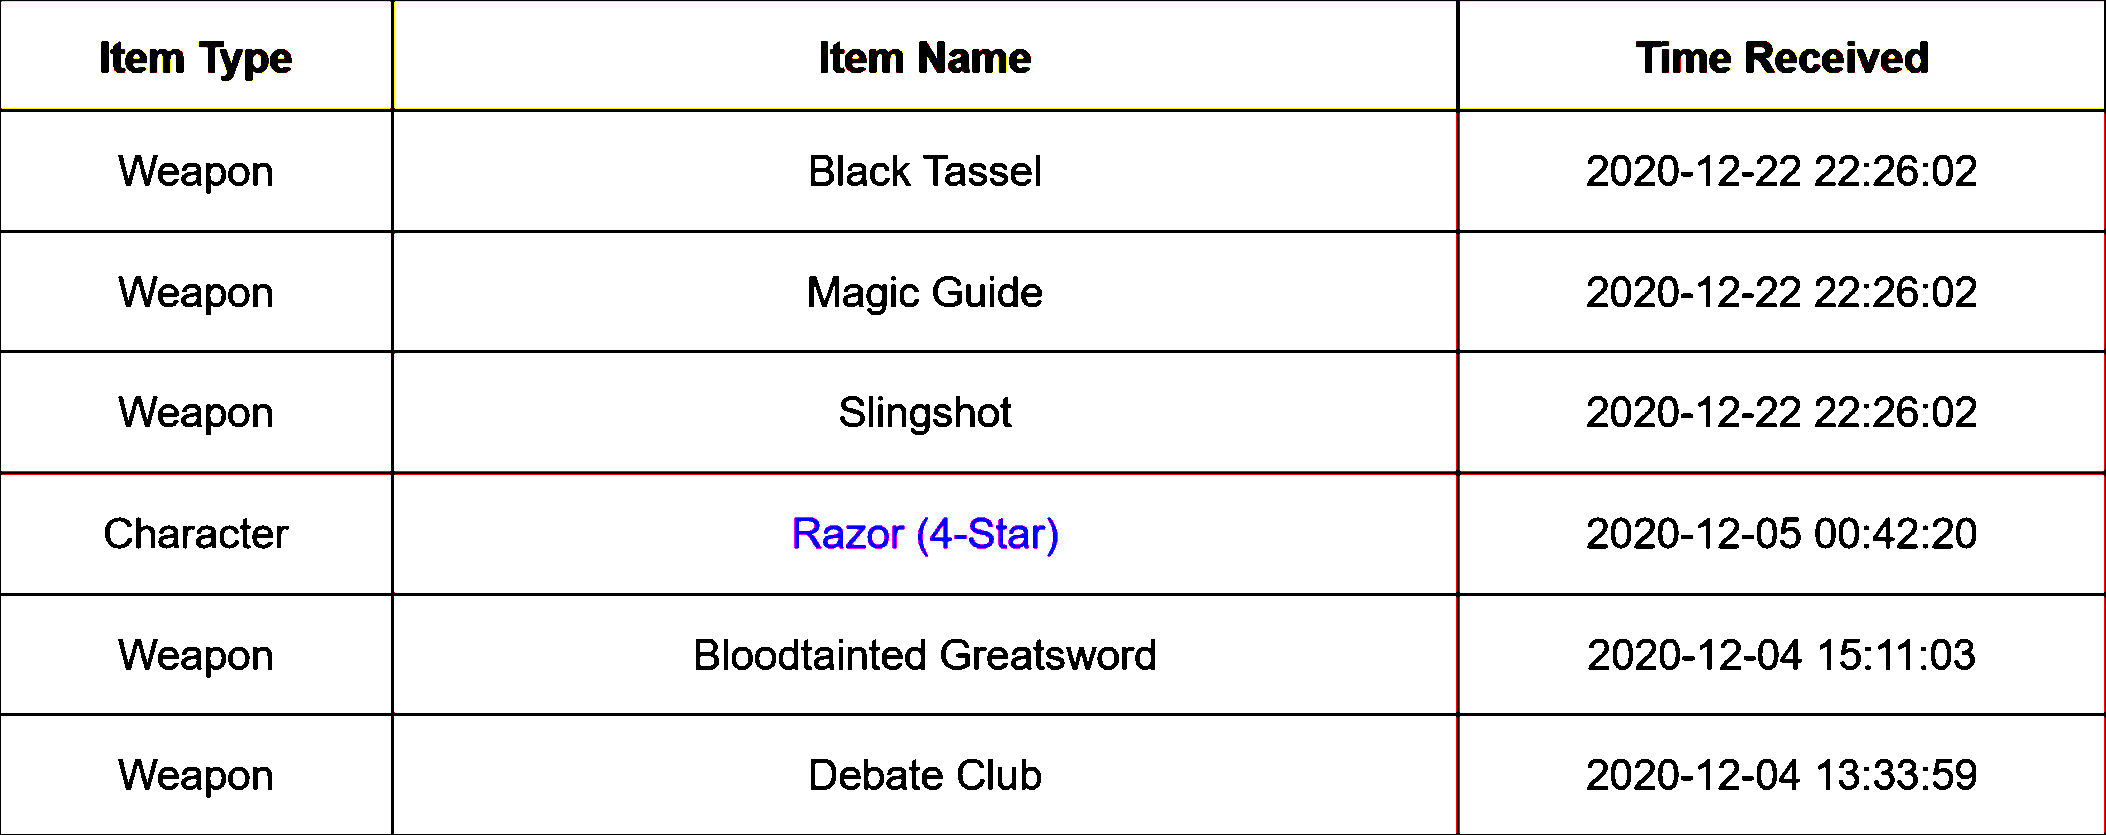 Item Type Item Name Time Received
Weapon Black Tassel 2020-12-22 22:26:02
Weapon Magic Guide 2020-12-22 22:26:02
Weapon Slingshot 2020-12-22 22:26:02
Character Razor (4-Star) 2020-12-05 00:42:20
Weapon Bloodtainted Greatsword 2020-12-04 15:11:03
Weapon Debate Club 2020-12-04 13:33:59